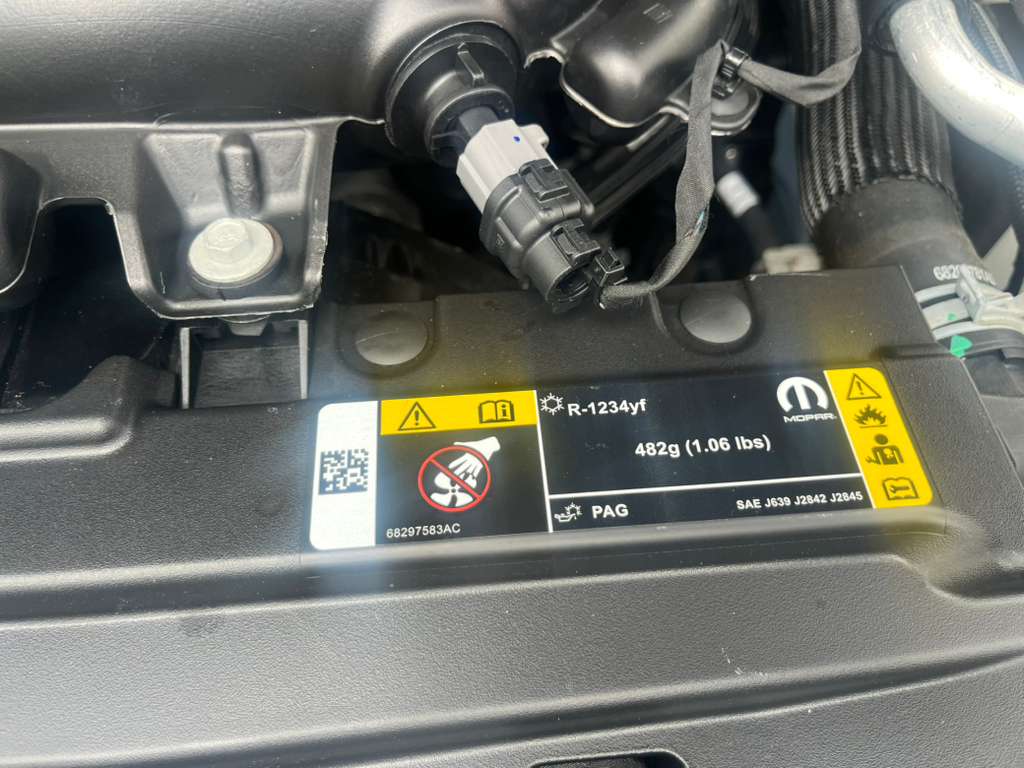 R-1234yf
MOPAR
482g (1.06 lbs)
PAG
SAE J639 J2842 J2845
68297583AC